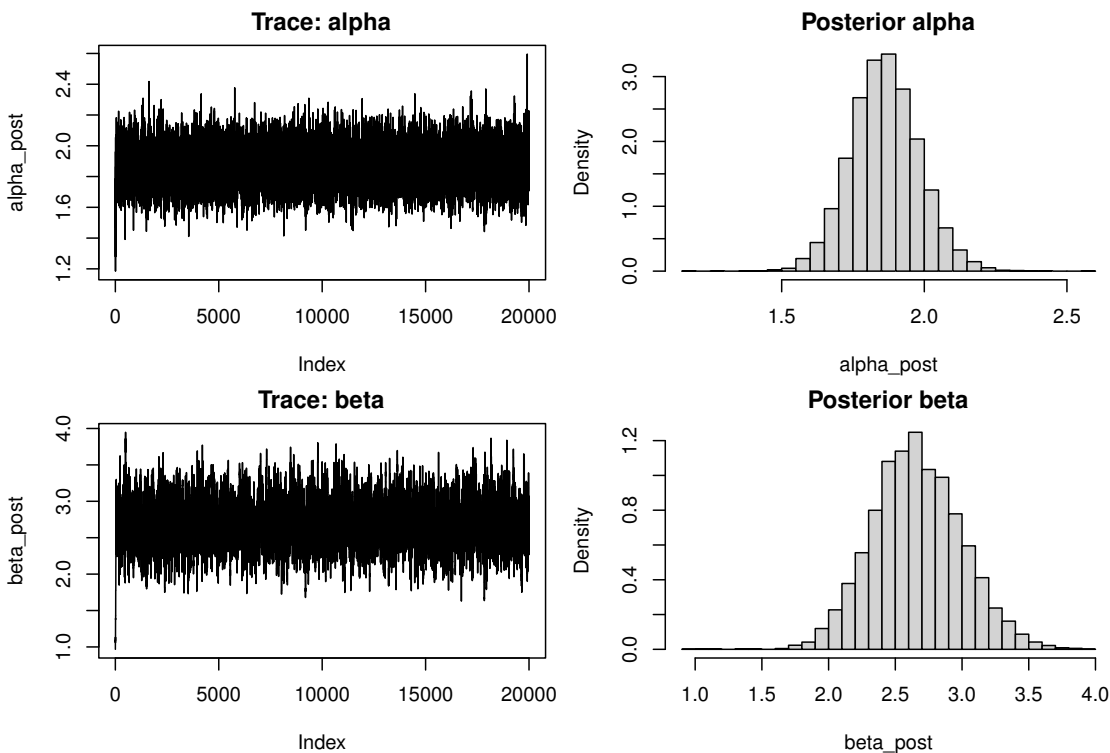 Trace: alpha
alpha_post
1.2 1.6 2.0 2.4
0 5000 10000 15000 20000
Index
Posterior alpha
Density
0.0 1.0 2.0 3.0
1.5 2.0 2.5
alpha_post
Trace: beta
beta_post
1.0 2.0 3.0 4.0
0 5000 10000 15000 20000
Index
Posterior beta
Density
0.0 0.4 0.8 1.2
1.0 1.5 2.0 2.5 3.0 3.5 4.0
beta_post